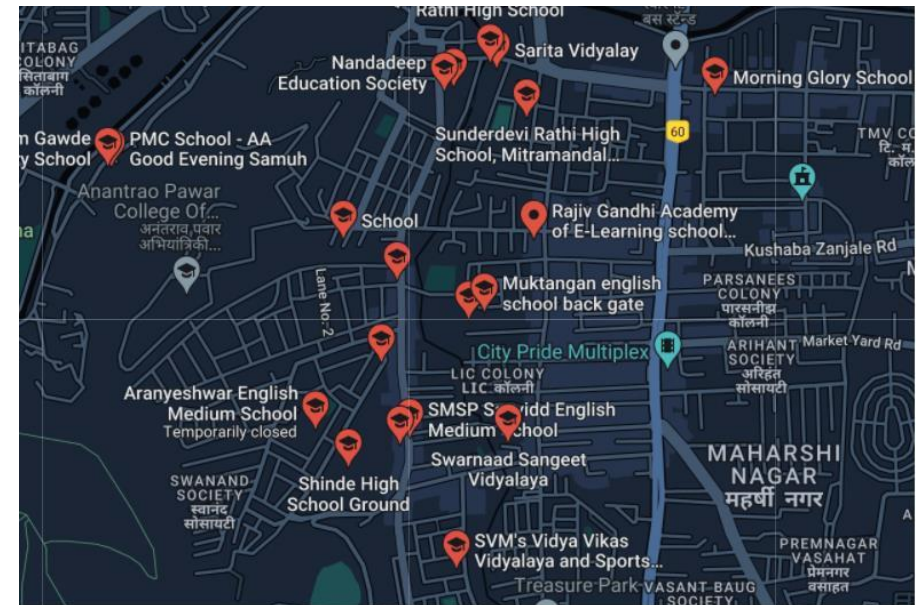 Rathi High School
बस स्टॅन्ड
ITABAG
COLONY
सिताबाग
कॉलनी
Nandadeep
Education Society
Sarita Vidyalay
Morning Glory School
Sunderdevi Rathi High
School, Mitramandal...
60
TMV CO
टि. म.
कॉल
m Gawde
ry School
PMC School - AA
Good Evening Samuh
Anantrao Pawar
College Of...
अनंतराव पवार
अभियांत्रिकी...
na
School
Rajiv Gandhi Academy
of E-Learning school...
Kushaba Zanjale Rd
Lane No. 2
Muktangan english
school back gate
PARSANEES
COLONY
पारसनीझ
कॉलनी
City Pride Multiplex
ARIHANT
SOCIETY
अरिहंत
सोसायटी
Market Yard Rd
LIC COLONY
LIC कॉलनी
Aranyeshwar English
Medium School
Temporarily closed
SMSP S vidd English
Medium chool
Swarnaad Sangeet
Vidyalaya
MAHARSHI
NAGAR
महर्षी नगर
Shinde High
School Ground
SWANAND
SOCIETY
स्वानंद
सोसायटी
SVM's Vidya Vikas
Vidyalaya and Sports...
PREMNAGAR
VASAHAT
प्रेमनगर
वसाहत
Treasure Park
VASANT BAUG
SOCIETY